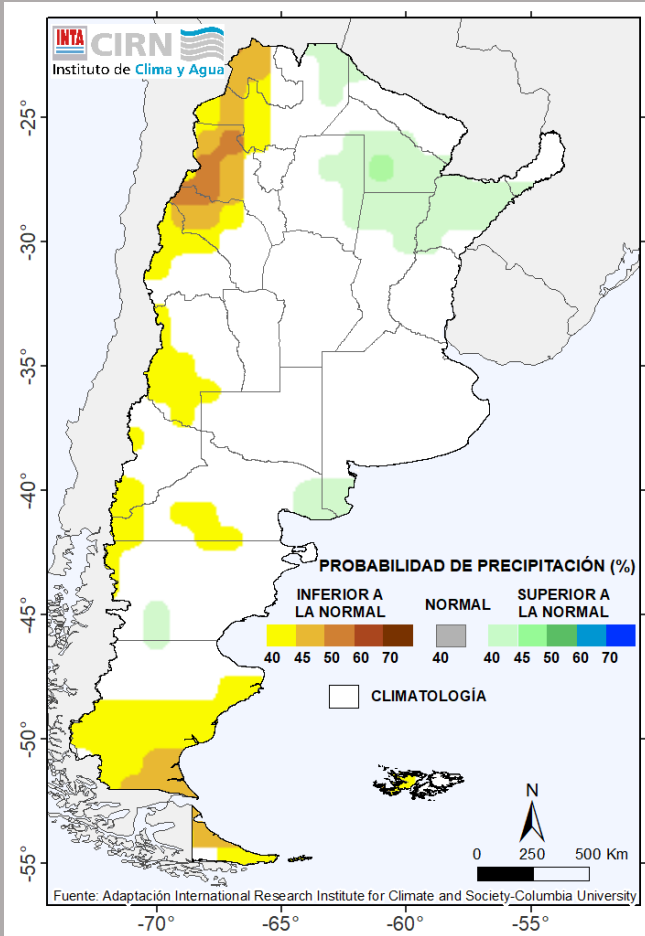 INTA CIRN
Instituto de Clima y Agua
25°
30°
35°
40°
45°
50°
55°
PROBABILIDAD DE PRECIPITACIÓN (%)
INFERIOR A
LA NORMAL
NORMAL
SUPERIOR A
LA NORMAL
40 45 50 60 70
40
40 45 50 60 70
CLIMATOLOGÍA
N
0 250 500 Km
Fuente: Adaptación International Research Institute for Climate and Society-Columbia University
-70° -65° -60° -55°